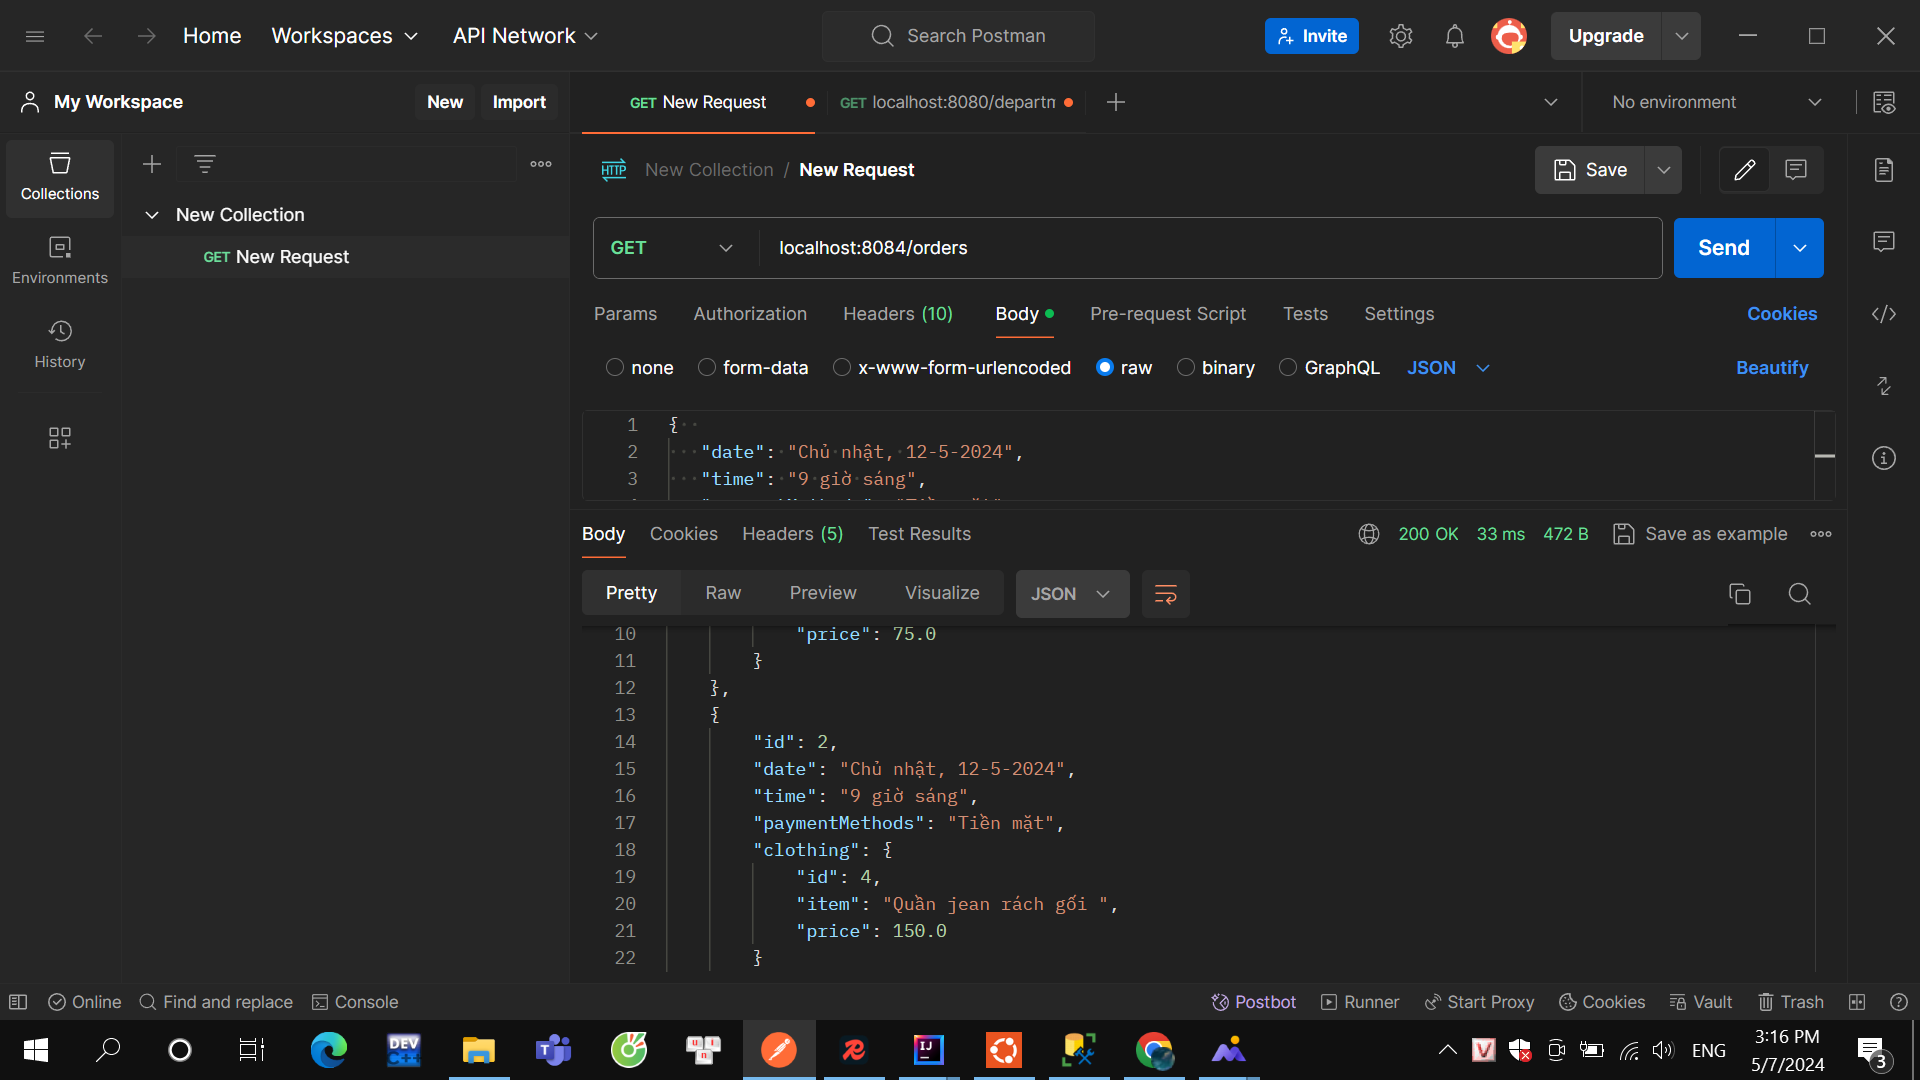 Home Workspaces API Network Search Postman Invite Upgrade
My Workspace New Import GET New Request GET localhost:8080/departm No environment
Collections
Environments
History
New Collection
GET New Request
HTTP New Collection / New Request Save
GET localhost:8084/orders Send
Params Authorization Headers (10) Body Pre-request Script Tests Settings Cookies
none form-data x-www-form-urlencoded raw binary GraphQL JSON Beautify
1 {
2 "date": "Chủ nhật, 12-5-2024",
3 "time": "9 giờ sáng",
Body Cookies Headers (5) Test Results 200 OK 33 ms 472 B Save as example
Pretty Raw Preview Visualize JSON
10 "price": 75.0
11 }
12 },
13 {
14 "id": 2,
15 "date": "Chủ nhật, 12-5-2024",
16 "time": "9 giờ sáng",
17 "paymentMethods": "Tiền mặt",
18 "clothing": {
19 "id": 4,
20 "item": "Quần jean rách gối ",
21 "price": 150.0
22 }
Online Find and replace Console Postbot Runner Start Proxy Cookies Vault Trash
DEV C++ T u i n IJ V ENG 3:16 PM
5/7/2024 3